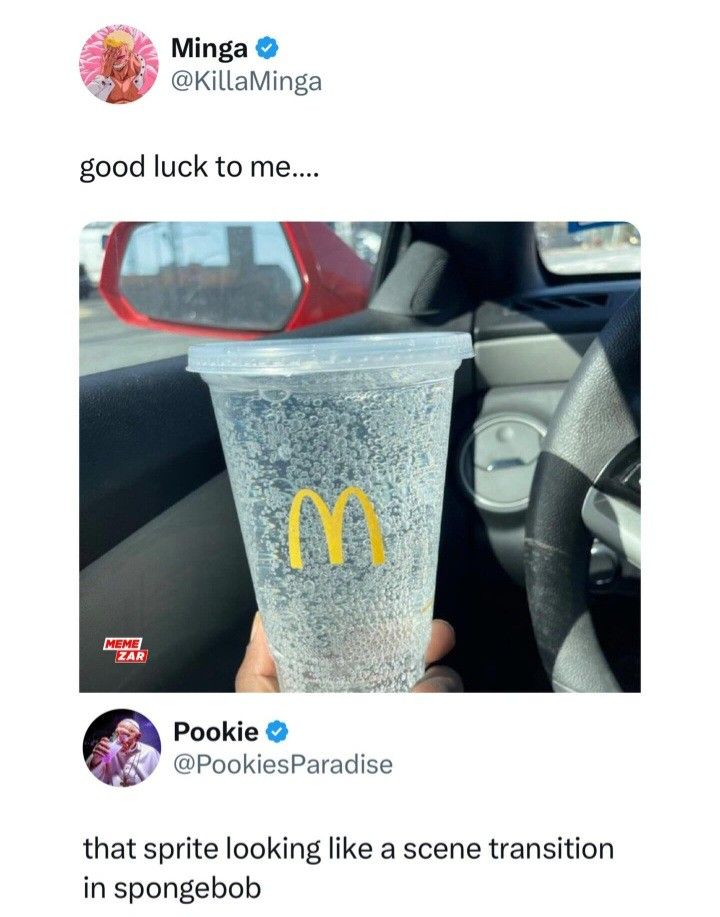 Minga
@KillaMinga
good luck to me....
M
MEME
ZAR
Pookie
@PookiesParadise
that sprite looking like a scene transition
in spongebob